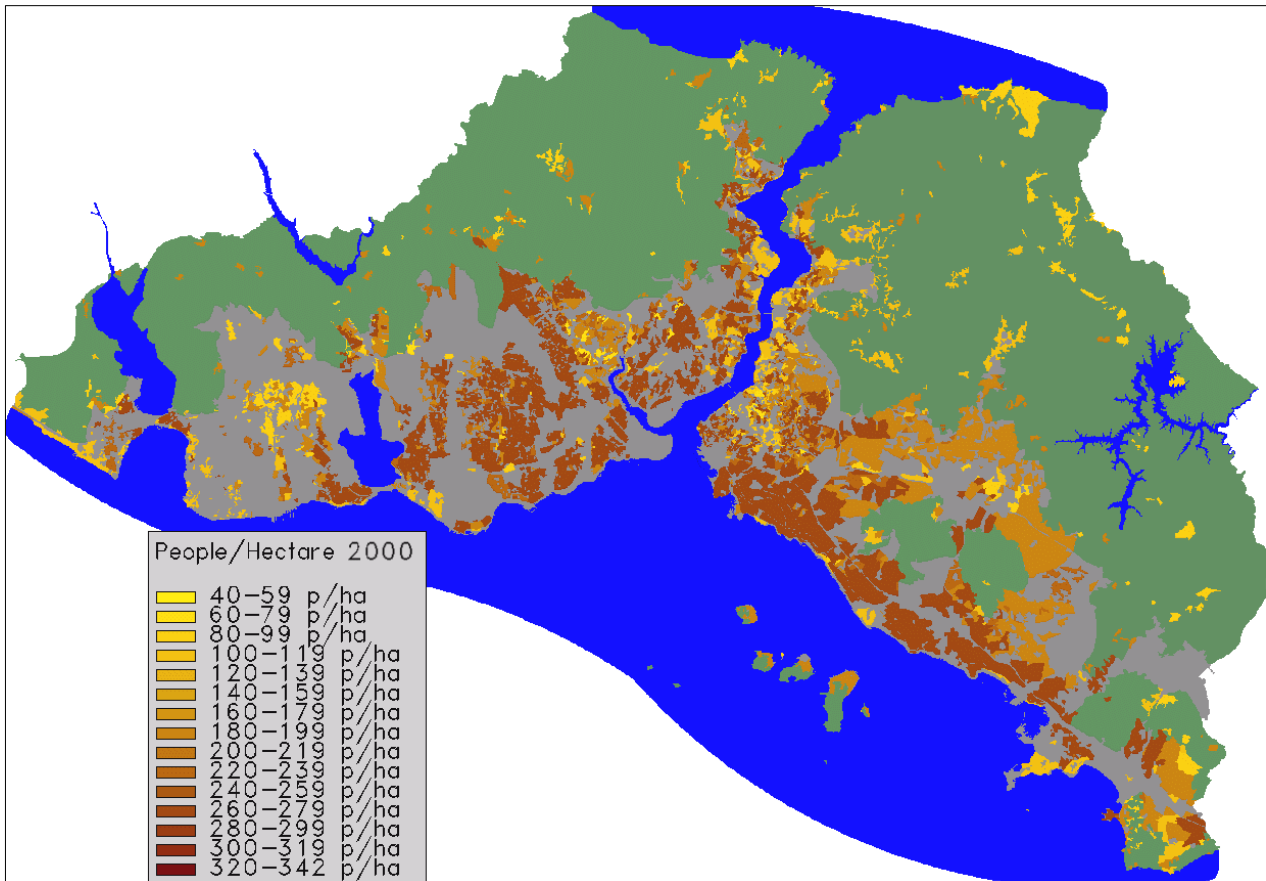 People/Hectare 2000
40-59 p/ha
60-79 p/ha
80-99 p/ha
100-119 p/ha
120-139 p/ha
140-159 p/ha
160-179 p/ha
180-199 p/ha
200-219 p/ha
220-239 p/ha
240-259 p/ha
260-279 p/ha
280-299 p/ha
300-319 p/ha
320-342 p/ha